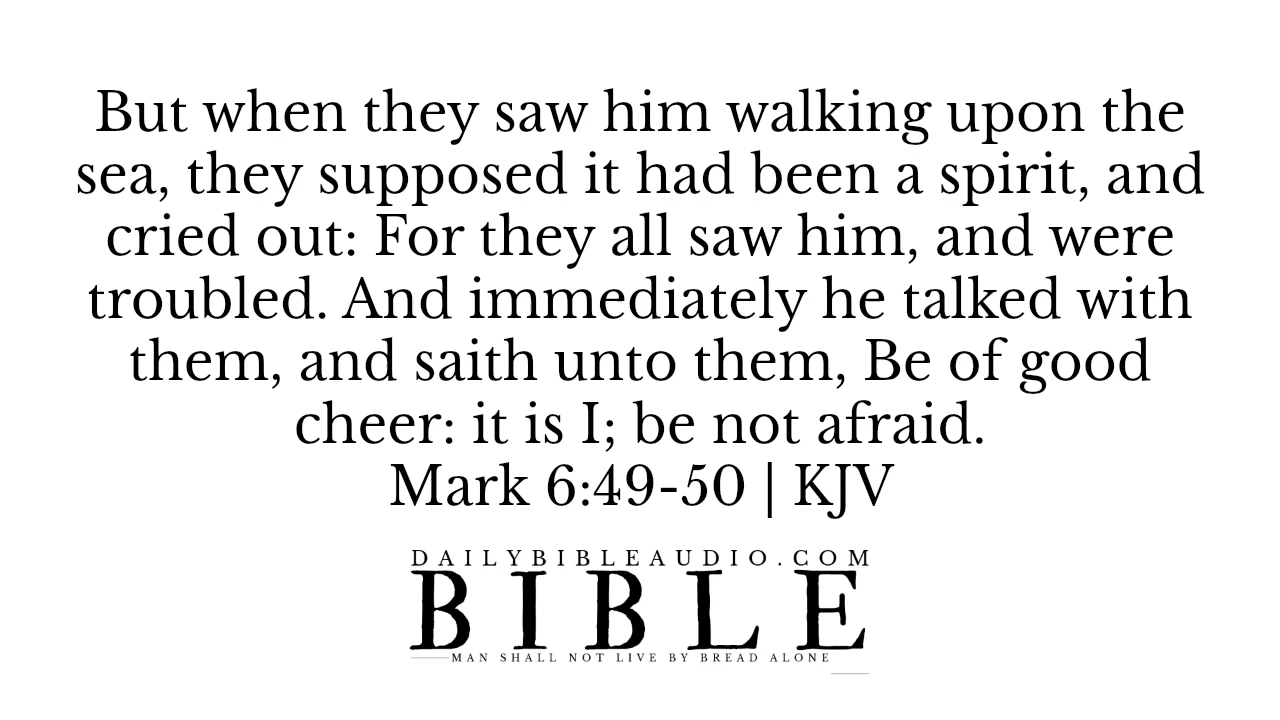 But when they saw him walking upon the
sea, they supposed it had been a spirit, and
cried out: For they all saw him, and were
troubled. And immediately he talked with
them, and saith unto them, Be of good
cheer: it is I; be not afraid.
Mark 6:49-50 | KJV
DAILYBIBLEAUDIO.COM
BIBLE
MAN SHALL NOT LIVE BY BREAD ALONE